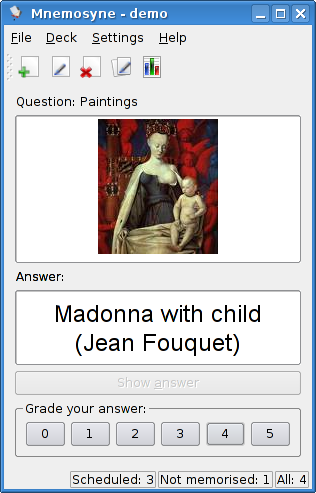 Mnemosyne - demo
File Deck Settings Help
Question: Paintings
Answer:
Madonna with child
(Jean Fouquet)
Show answer
Grade your answer:
0 1 2 3 4 5
Scheduled: 3 Not memorised: 1 All: 4